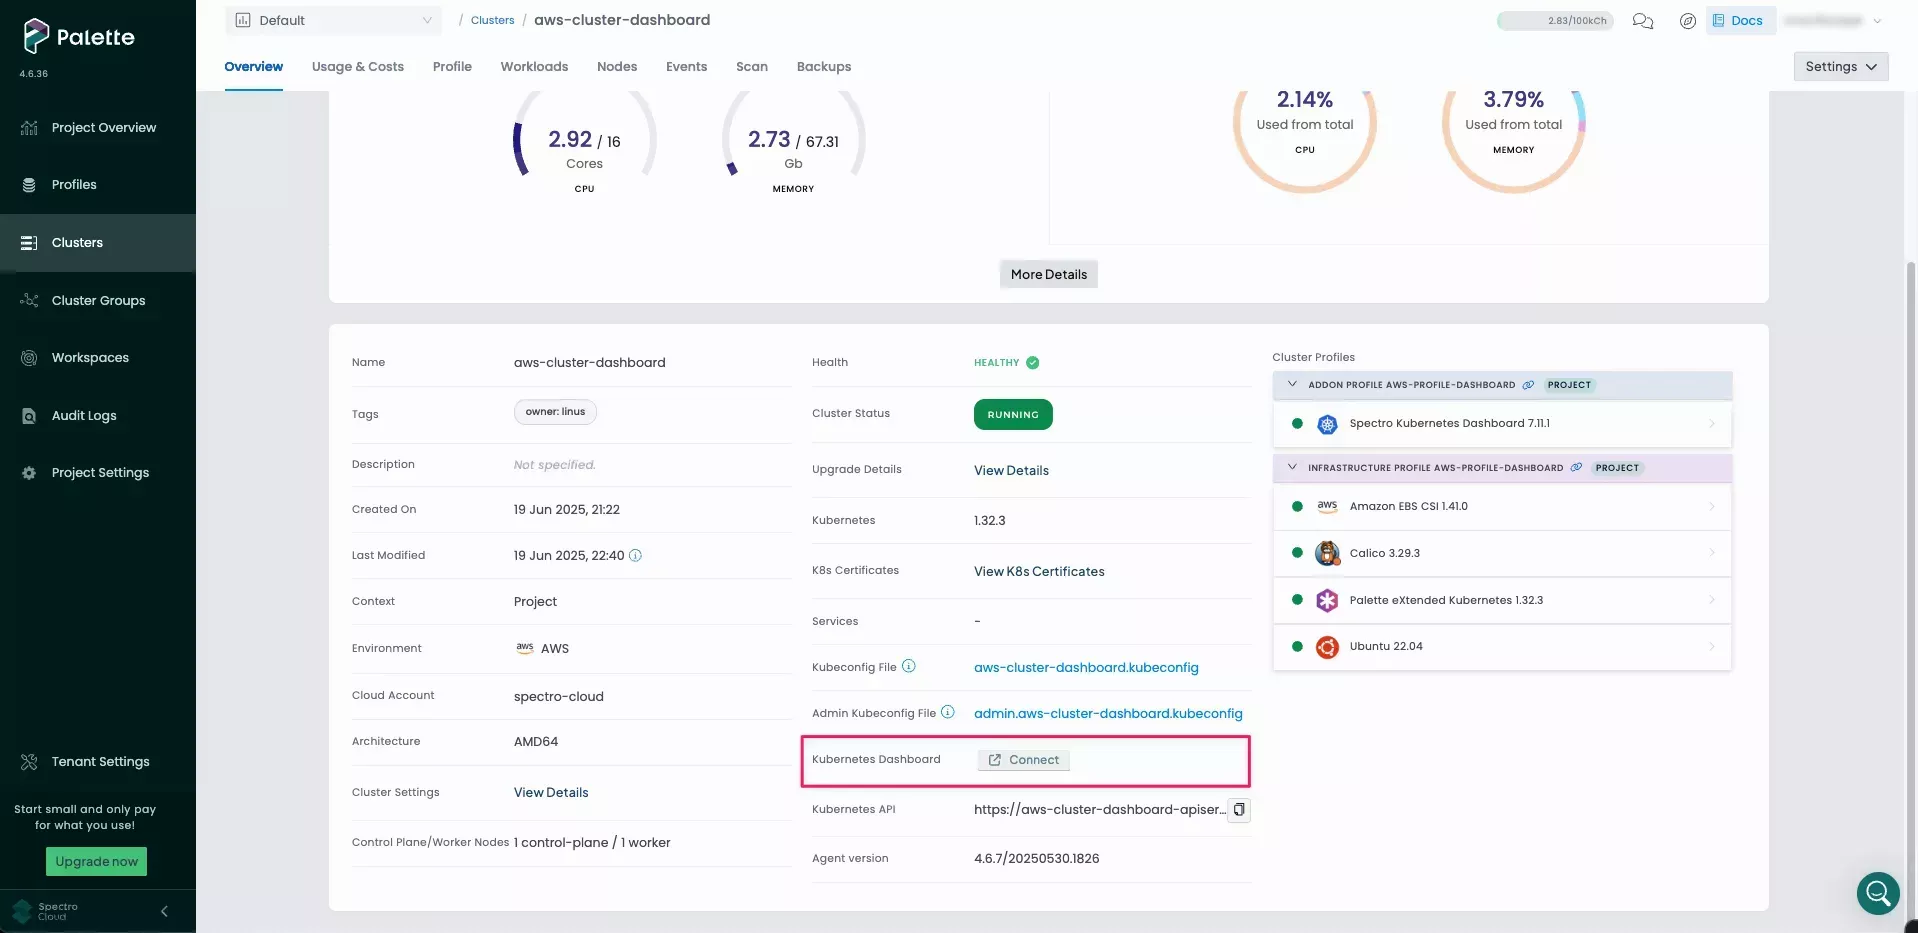 Palette
4.6.36
Project Overview
Profiles
Clusters
Cluster Groups
Workspaces
Audit Logs
Project Settings
Tenant Settings
Start small and only pay
for what you use!
Upgrade now
Spectro
Cloud
Default
/ Clusters / aws-cluster-dashboard
2.83/100kCh
Docs
Overview
Usage & Costs
Profile
Workloads
Nodes
Events
Scan
Backups
Settings
2.92 / 16
Cores
CPU
2.73 / 67.31
Gb
MEMORY
2.14%
Used from total
CPU
3.79%
Used from total
MEMORY
More Details
Name aws-cluster-dashboard
Tags owner: linus
Description Not specified.
Created On 19 Jun 2025, 21:22
Last Modified 19 Jun 2025, 22:40
Context Project
Environment aws AWS
Cloud Account spectro-cloud
Architecture AMD64
Cluster Settings View Details
Control Plane/Worker Nodes 1 control-plane / 1 worker
Health HEALTHY
Cluster Status RUNNING
Upgrade Details View Details
Kubernetes 1.32.3
K8s Certificates View K8s Certificates
Services -
Kubeconfig File aws-cluster-dashboard.kubeconfig
Admin Kubeconfig File admin.aws-cluster-dashboard.kubeconfig
Kubernetes Dashboard Connect
Kubernetes API https://aws-cluster-dashboard-apiser...
Agent version 4.6.7/20250530.1826
Cluster Profiles
ADDON PROFILE AWS-PROFILE-DASHBOARD PROJECT
Spectro Kubernetes Dashboard 7.11.1
INFRASTRUCTURE PROFILE AWS-PROFILE-DASHBOARD PROJECT
aws Amazon EBS CSI 1.41.0
Calico 3.29.3
Palette eXtended Kubernetes 1.32.3
Ubuntu 22.04